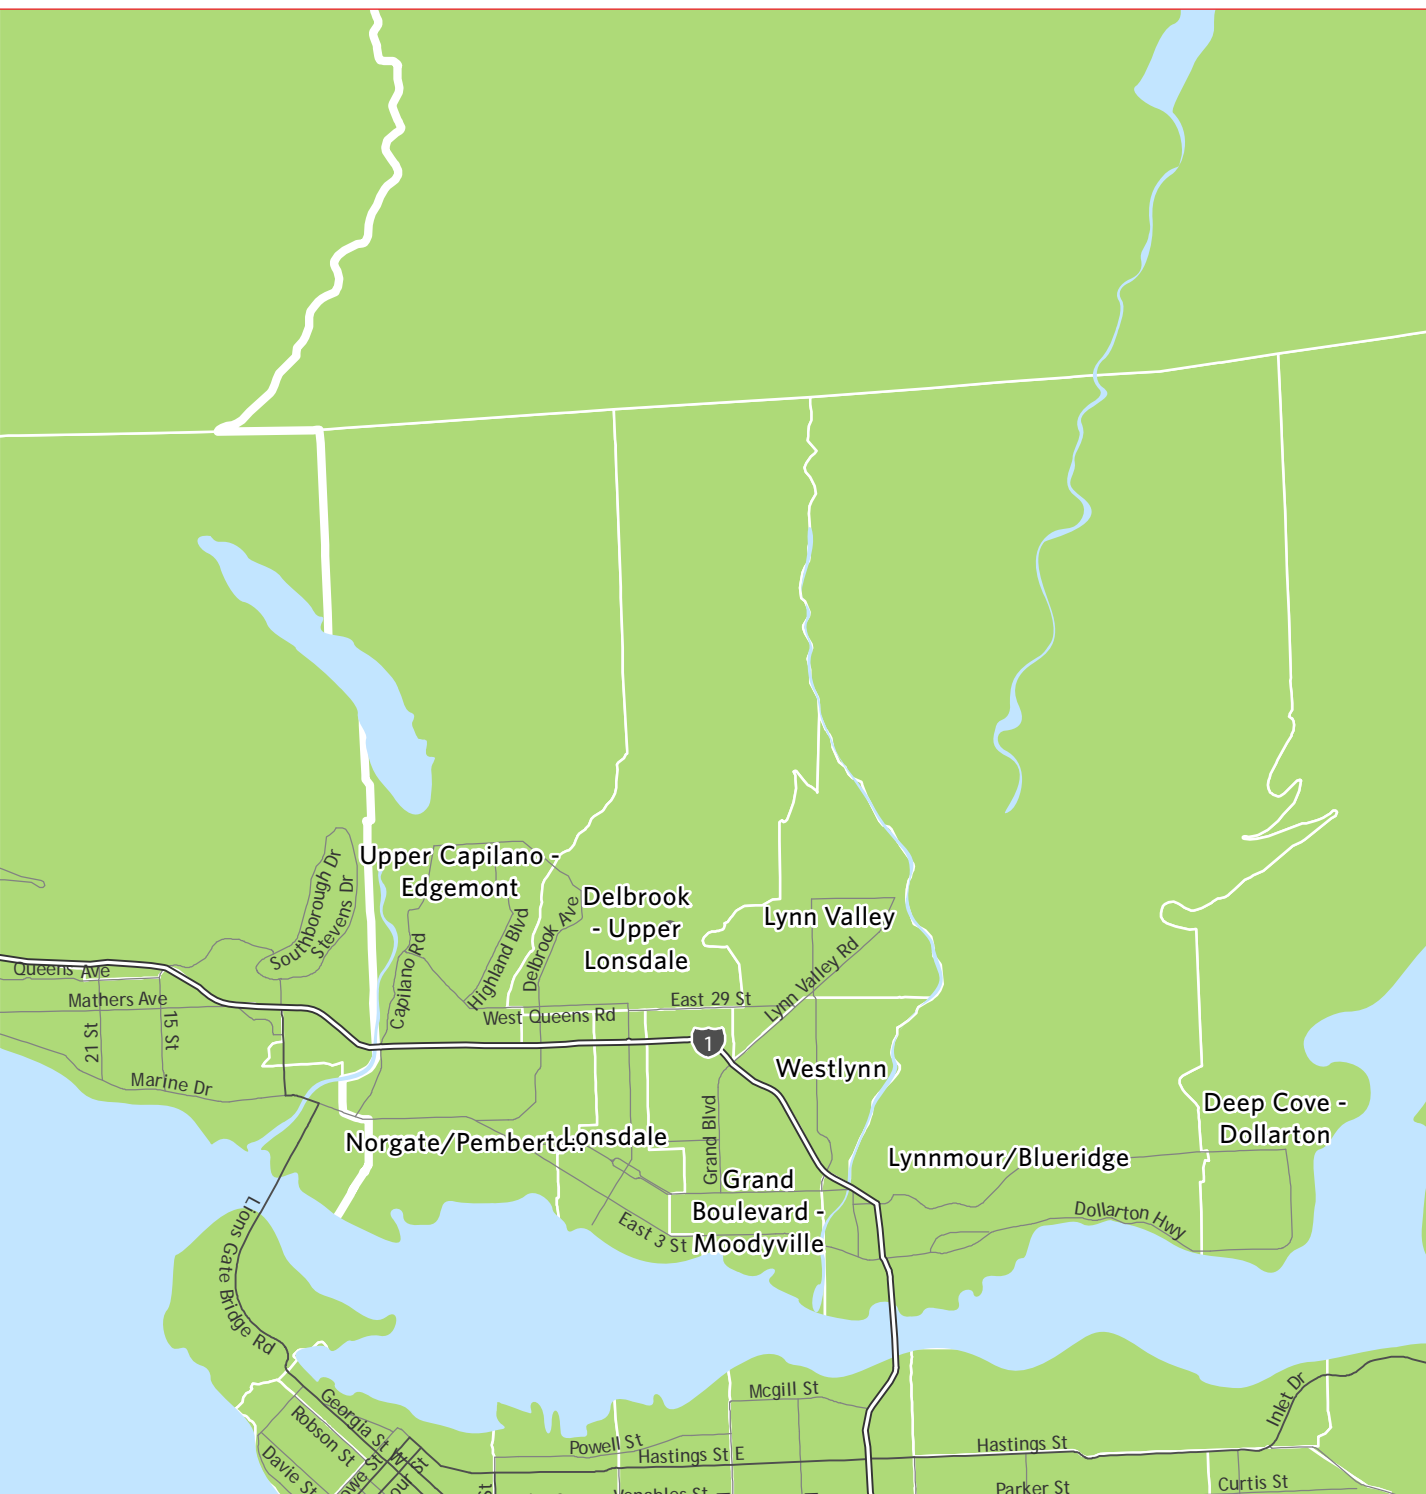 Upper Capilano -
Edgemont
Southborough Dr
Stevens Dr
Delbrook
- Upper
Lonsdale
Lynn Valley
Highland Blvd
Delbrook Ave
Capilano Rd
Lynn Valley Rd
Queens Ave
Mathers Ave
East 29 St
West Queens Rd
21 St
15 St
1
Westlynn
Marine Dr
Deep Cove -
Dollarton
Grand Blvd
Lonsdale
Lynnmour/Blueridge
Grand
Boulevard -
Moodyville
Lions Gate Bridge Rd
East 3 St
Dollarton Hwy
Mcgill St
Inlet Dr
Georgia St W
Robson St
Powell St
Hastings St E
Hastings St
Davie St
Parker St
Curtis St